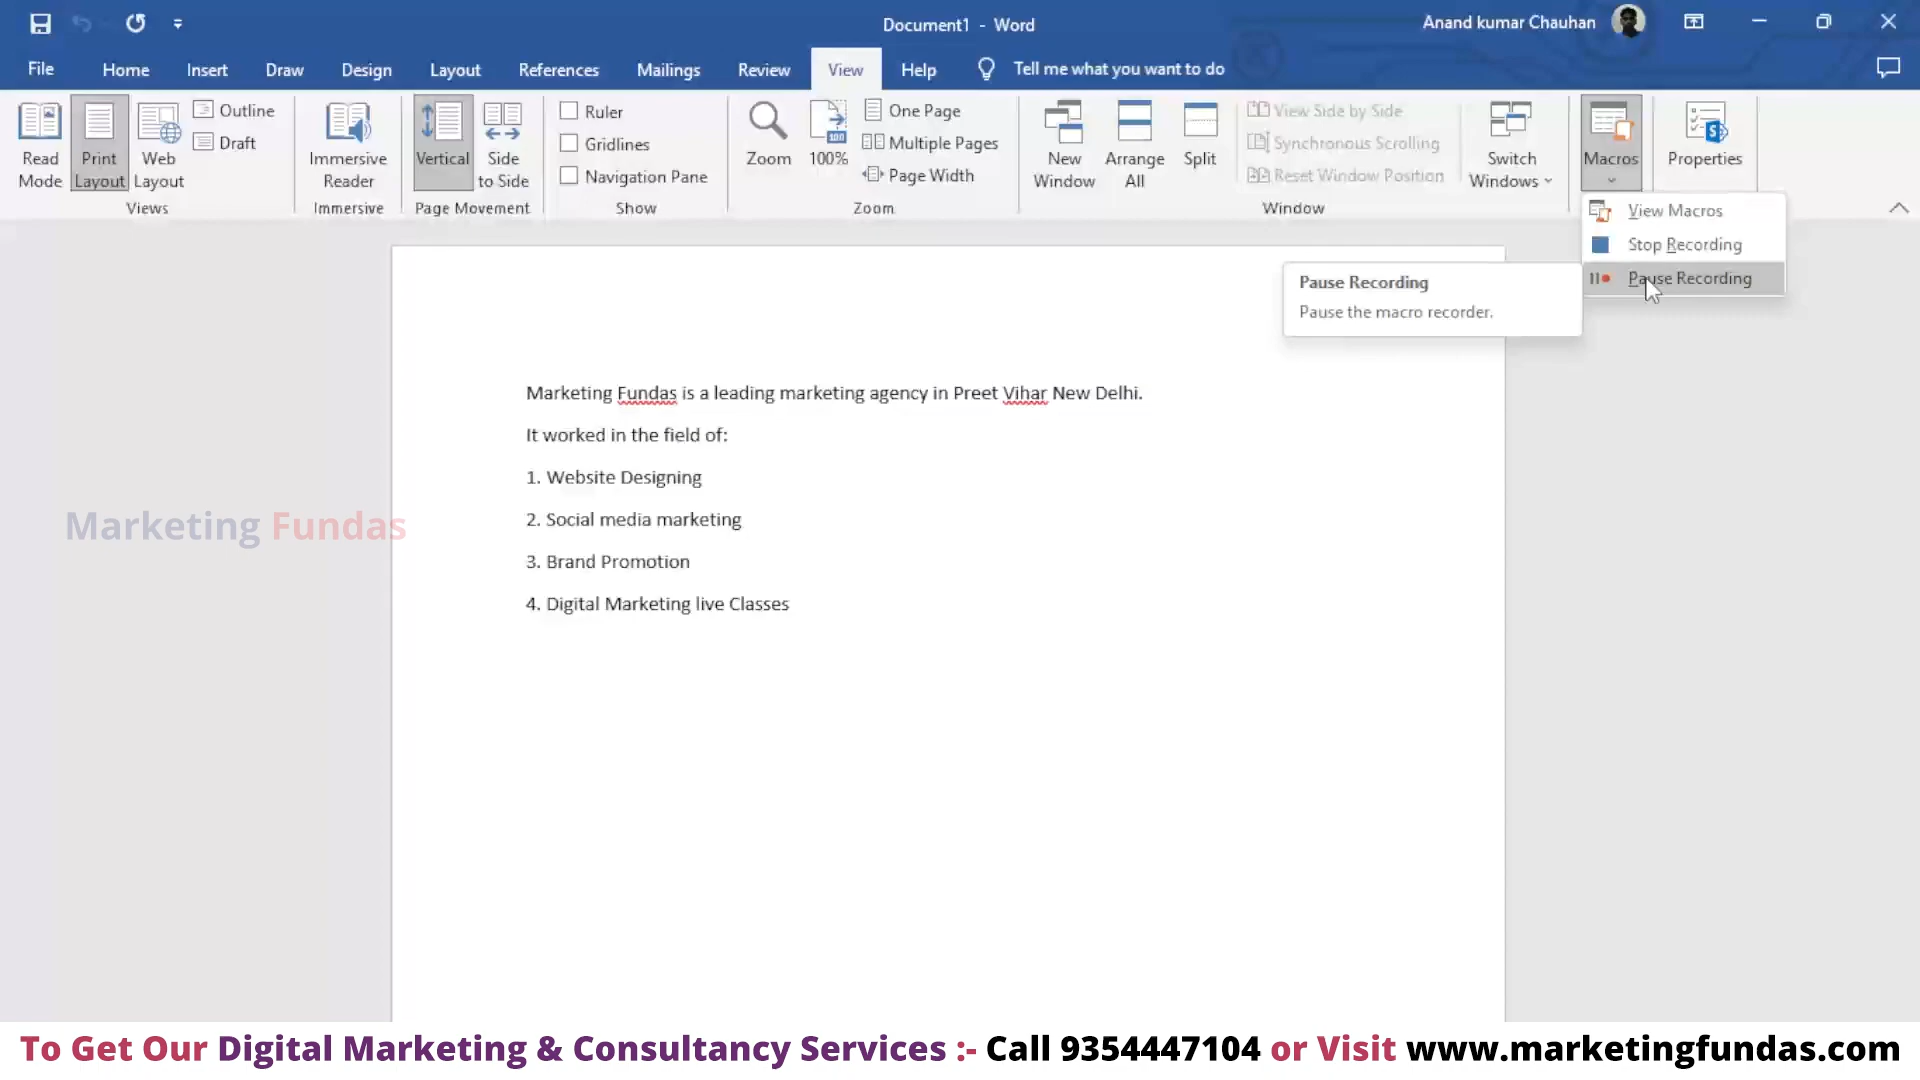 Document1 - Word
Anand kumar Chauhan
File Home Insert Draw Design Layout References Mailings Review View Help Tell me what you want to do
Read Mode
Print Layout
Web Layout
Outline
Draft
Views
Immersive Reader
Immersive
Vertical
Side to Side
Page Movement
Ruler
Gridlines
Navigation Pane
Show
Zoom
100%
One Page
Multiple Pages
Page Width
Zoom
New Window
Arrange All
Split
View Side by Side
Synchronous Scrolling
Reset Window Position
Switch Windows
Window
Macros
Properties
View Macros
Stop Recording
Pause Recording
Pause Recording
Pause the macro recorder.
Marketing Fundas is a leading marketing agency in Preet Vihar New Delhi.
It worked in the field of:
1. Website Designing
2. Social media marketing
3. Brand Promotion
4. Digital Marketing live Classes
Marketing Fundas
To Get Our Digital Marketing & Consultancy Services :- Call 9354447104 or Visit www.marketingfundas.com